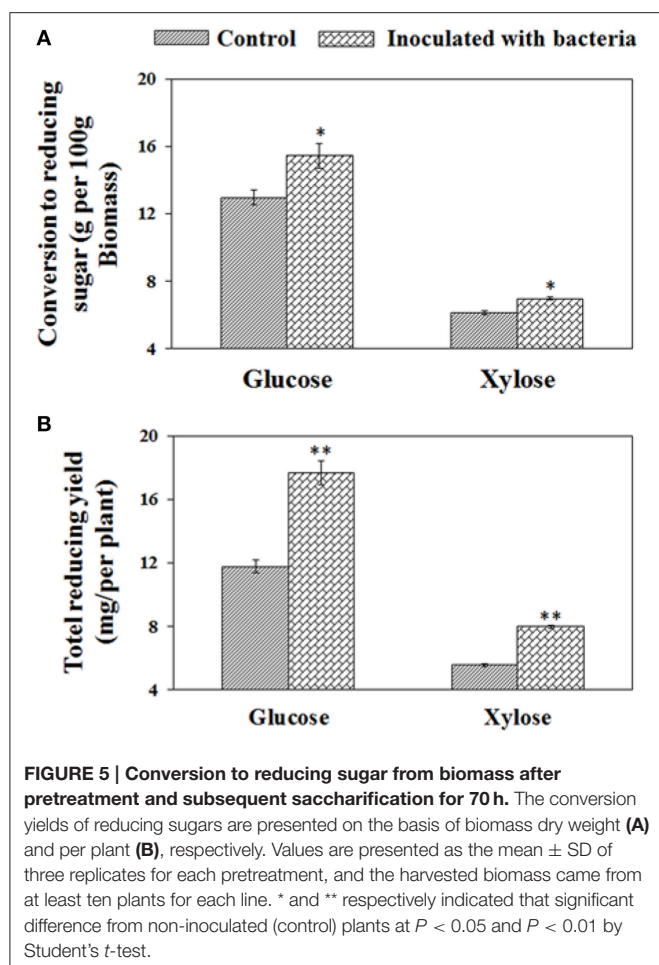 A
Control
Inoculated with bacteria
Conversion to reducing
sugar (g per 100g
Biomass)
20
16
12
8
4
*
*
Glucose
Xylose
B
Totel reducing yield
(mg/per plant)
20
16
12
8
4
**
**
Glucose
Xylose
FIGURE 5 | Conversion to reducing sugar from biomass after
pretreatment and subsequent saccharification for 70 h. The conversion
yields of reducing sugars are presented on the basis of biomass dry weight (A)
and per plant (B), respectively. Values are presented as the mean ± SD of
three replicates for each pretreatment, and the harvested biomass came from
at least ten plants for each line. * and ** respectively indicated that significant
difference from non-inoculated (control) plants at P < 0.05 and P < 0.01 by
Student's t-test.